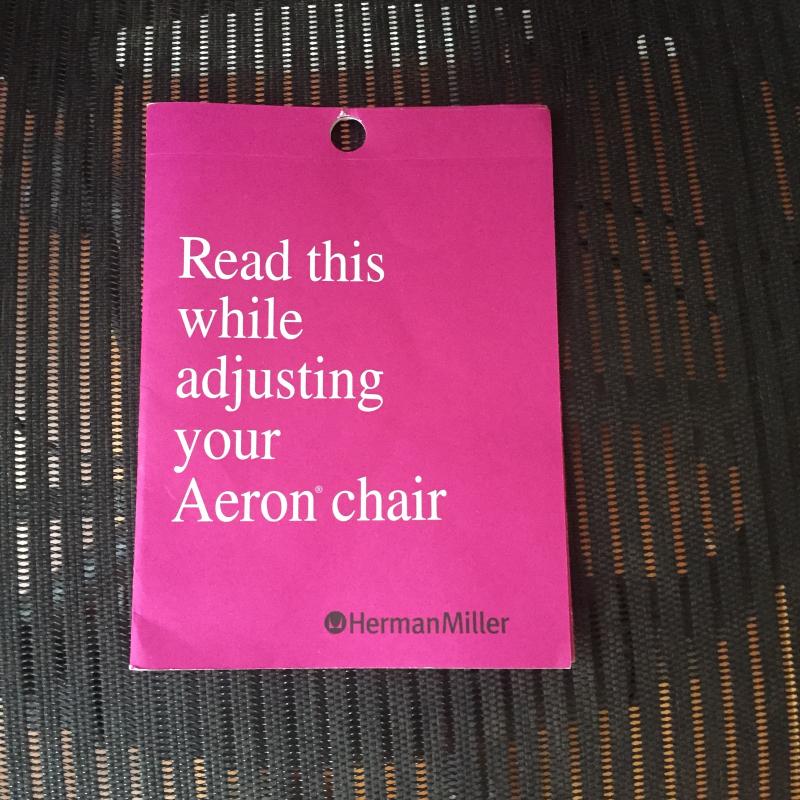 Read this
while
adjusting
your
Aeron® chair
HermanMiller